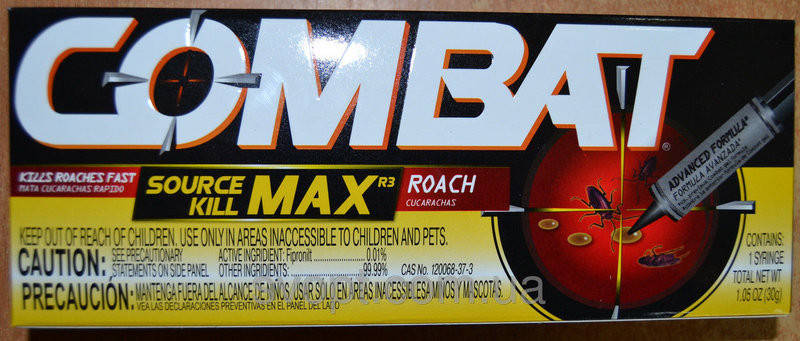 COMBAT®
KILLS ROACHES FAST
MATA CUCARACHAS RAPIDO
SOURCE KILL MAX R3
ROACH
CUCARACHAS
ADVANCED FORMULA*
FORMULA AVANZADA*
KEEP OUT OF REACH OF CHILDREN. USE ONLY IN AREAS INACCESSIBLE TO CHILDREN AND PETS.
CAUTION: SEE PRECAUTIONARY STATEMENTS ON SIDE PANEL
ACTIVE INGREDIENT: Fipronil 0.01%
OTHER INGREDIENTS: 99.99% CAS No. 120068-37-3
PRECAUCIÓN: MANTENGA FUERA DEL ALCANCE DE NIÑOS. USAR SOLO EN ÁREAS INACCESIBLES A NIÑOS Y MASCOTAS.
VEA LAS DECLARACIONES PREVENTIVAS EN EL PANEL DEL LADO
CONTAINS:
1 SYRINGE
TOTAL NET WT
1.05 OZ (30g)